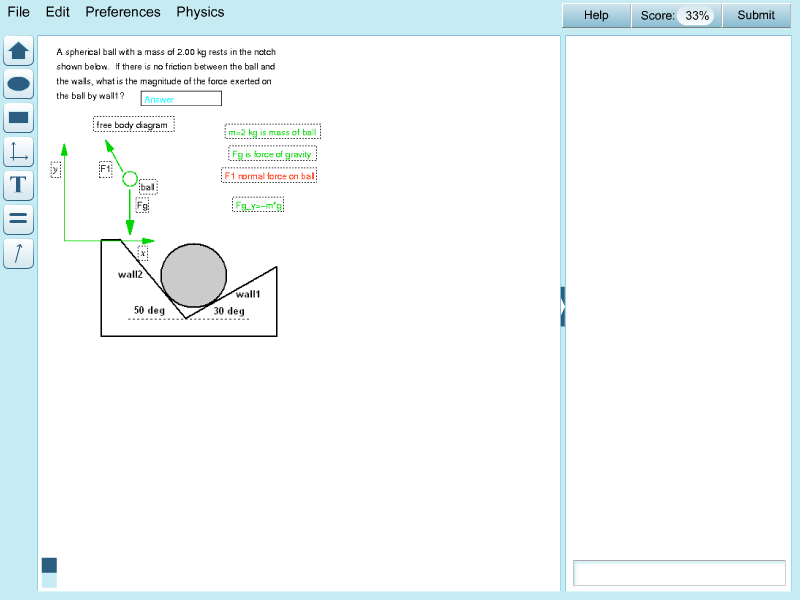 File Edit Preferences Physics
Help Score: 33% Submit
A spherical ball with a mass of 2.00 kg rests in the notch
shown below. If there is no friction between the ball and
the walls, what is the magnitude of the force exerted on
the ball by wall1? Answer
free body diagram
m=2 kg is mass of ball
Fg is force of gravity
F1 normal force on ball
Fg_y=-m*g
y
F1
ball
Fg
x
wall2
wall1
50 deg
30 deg
T